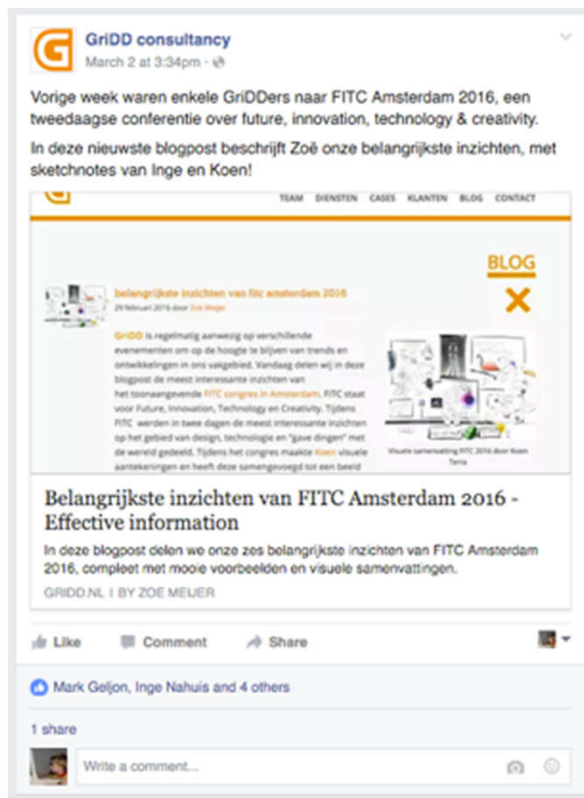 GriDD consultancy
March 2 at 3:34pm ·
Vorige week waren enkele GriDDers naar FITC Amsterdam 2016, een
tweedaagse conferentie over future, innovation, technology & creativity.
In deze nieuwste blogpost beschrijft Zoë onze belangrijkste inzichten, met
sketchnotes van Inge en Koen!
TEAM DIENSTEN CASES KLANTEN BLOG CONTACT
BLOG
belangrijkste inzichten van fitc amsterdam 2016
29 februari 2016 door Zoë Meijer
GriDD is regelmatig aanwezig op verschillende
evenementen om op de hoogte te blijven van trends en
ontwikkelingen in ons vakgebied. Vandaag delen wij in deze
blogpost de meest interessante inzichten van
het toonaangevende FITC congres in Amsterdam. FITC staat
voor Future, Innovation, Technology en Creativity. Tijdens
FITC werden in twee dagen de meest interessante inzichten
op het gebied van design, technologie en "gave dingen" met
de wereld gedeeld. Tijdens het congres maakte Koen visuele
aantekeningen en heeft deze samengevoegd tot een beeld
Visuele samenvatting FITC 2016 door Koen
Belangrijkste inzichten van FITC Amsterdam 2016 -
Effective information
In deze blogpost delen we onze zes belangrijkste inzichten van FITC Amsterdam
2016, compleet met mooie voorbeelden en visuele samenvattingen.
GRIDD.NL | BY ZOE MEIJER
Like Comment Share
Mark Geljon, Inge Nahuis and 4 others
1 share
Write a comment...